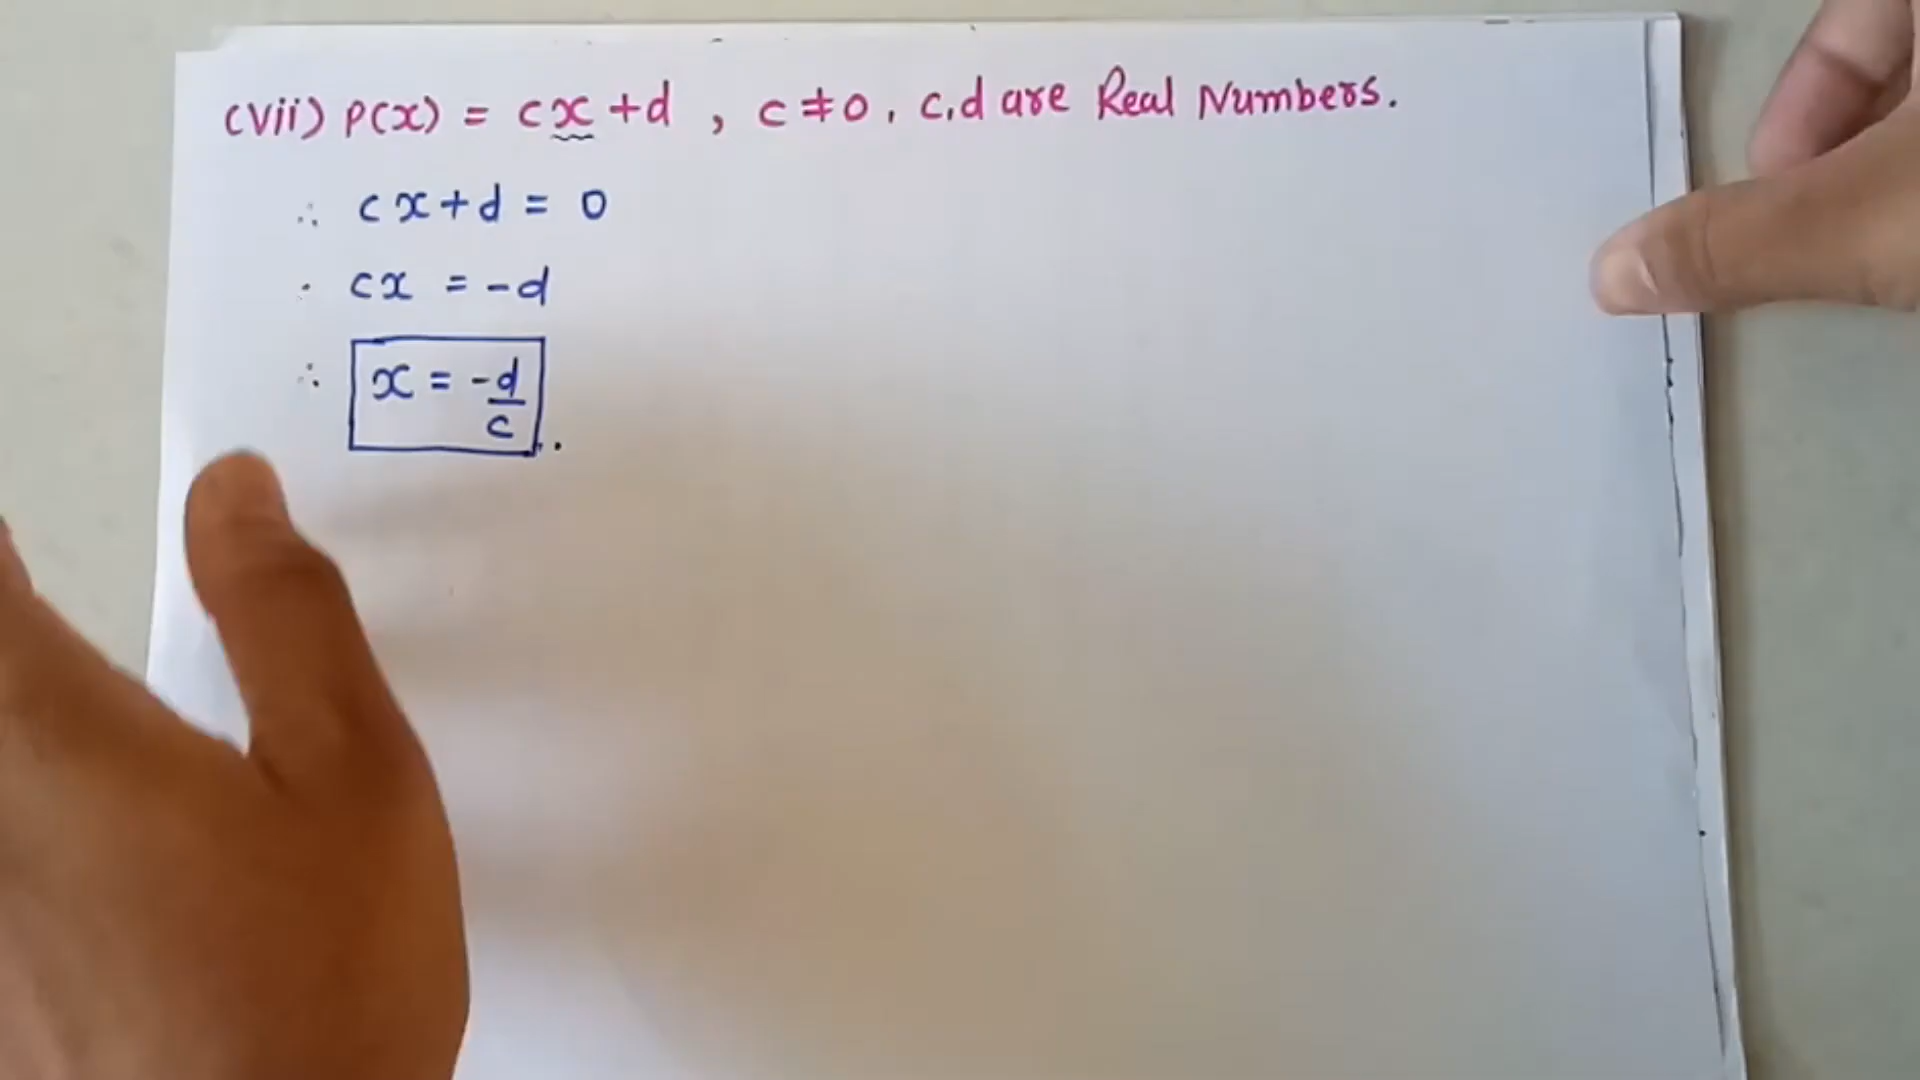 (vii) P(x) = cx + d , c ≠ 0 , c,d are Real Numbers.
∴ cx + d = 0
∴ cx = -d
∴ x = -d/c